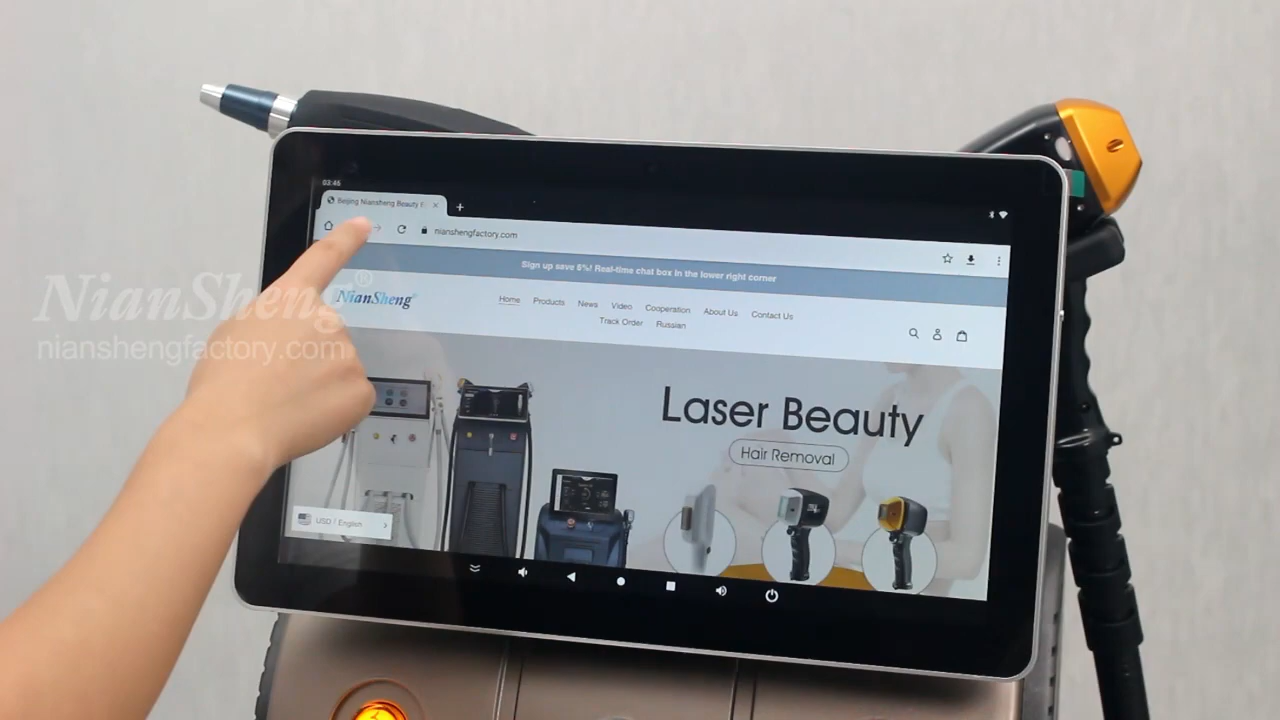 03:45
Beijing Niansheng Beauty E
nianshengfactory.com
Sign up save 6%! Real-time chat box in the lower right corner
NianSheng®
nianshengfactory.com
NianSheng®
Home Products News Video Cooperation About Us Contact Us
Track Order Russian
Laser Beauty
Hair Removal
USD / English